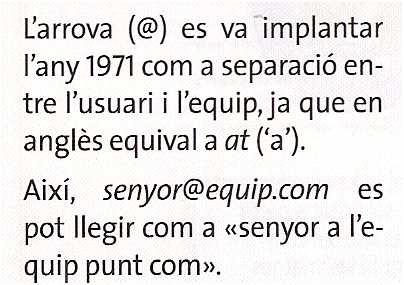 L'arrova (@) es va implantar
l'any 1971 com a separació en-
tre l'usuari i l'equip, ja que en
anglès equival a at ('a').
Així, senyor@equip.com es
pot llegir com a «senyor a l'e-
quip punt com».